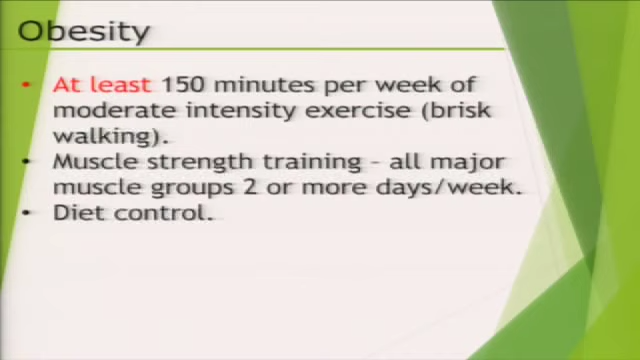 Obesity
• At least 150 minutes per week of
moderate intensity exercise (brisk
walking).
• Muscle strength training – all major
muscle groups 2 or more days/week.
• Diet control.